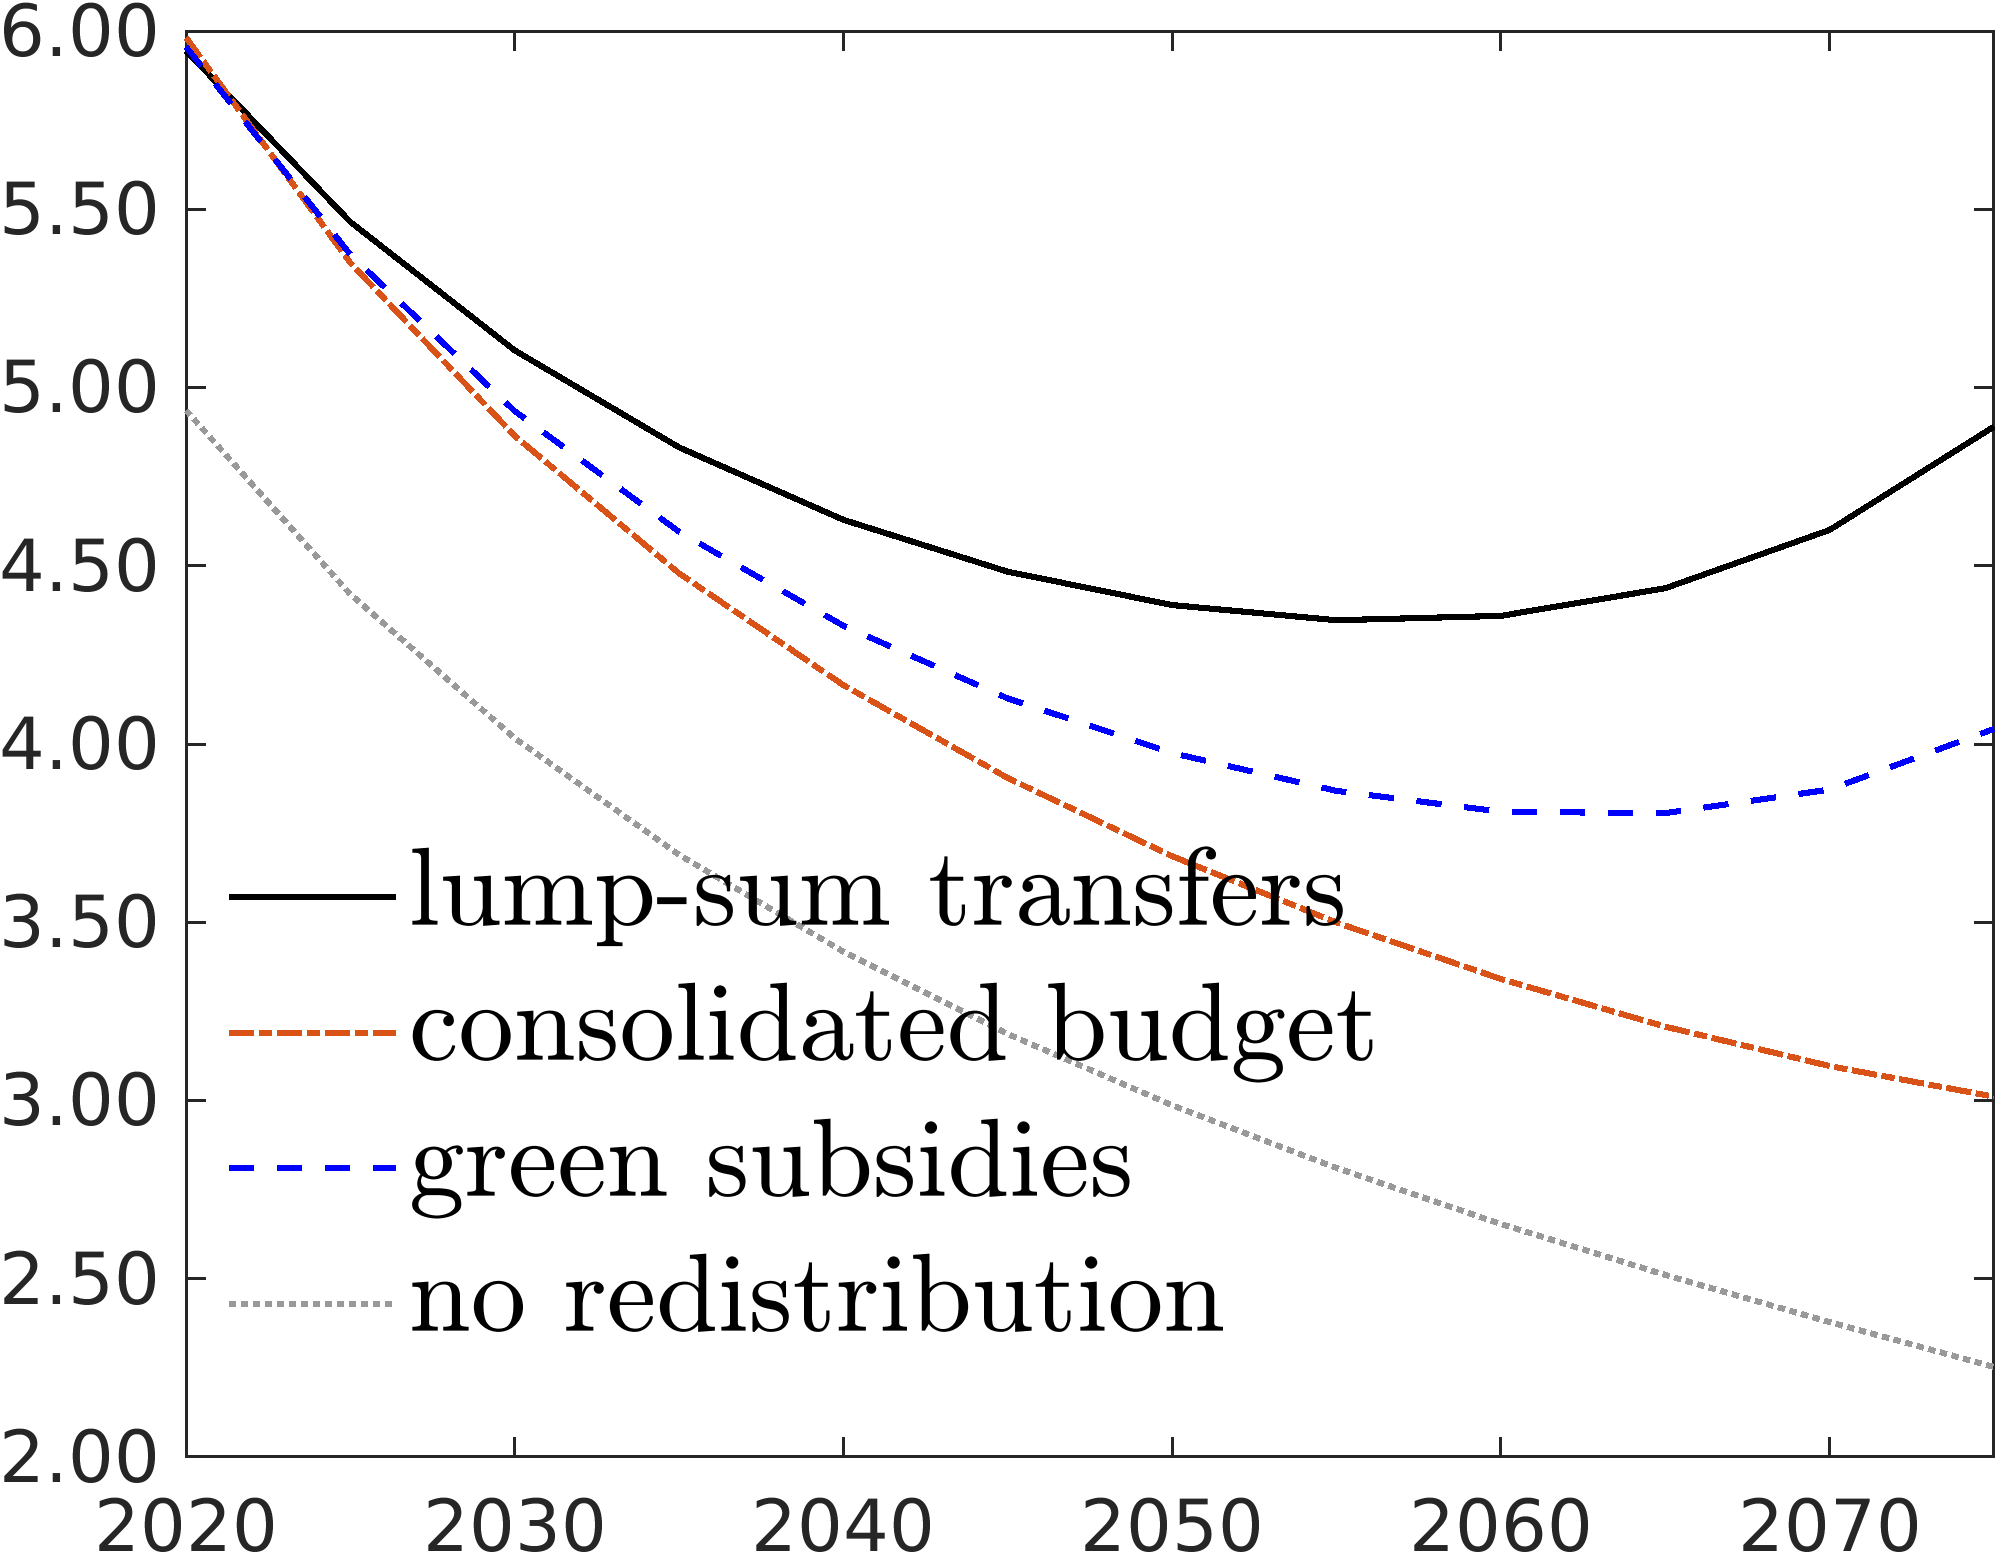 6.00
5.50
5.00
4.50
4.00
3.50
3.00
2.50
2.00
lump-sum transfers
consolidated budget
green subsidies
no redistribution
2020 2030 2040 2050 2060 2070